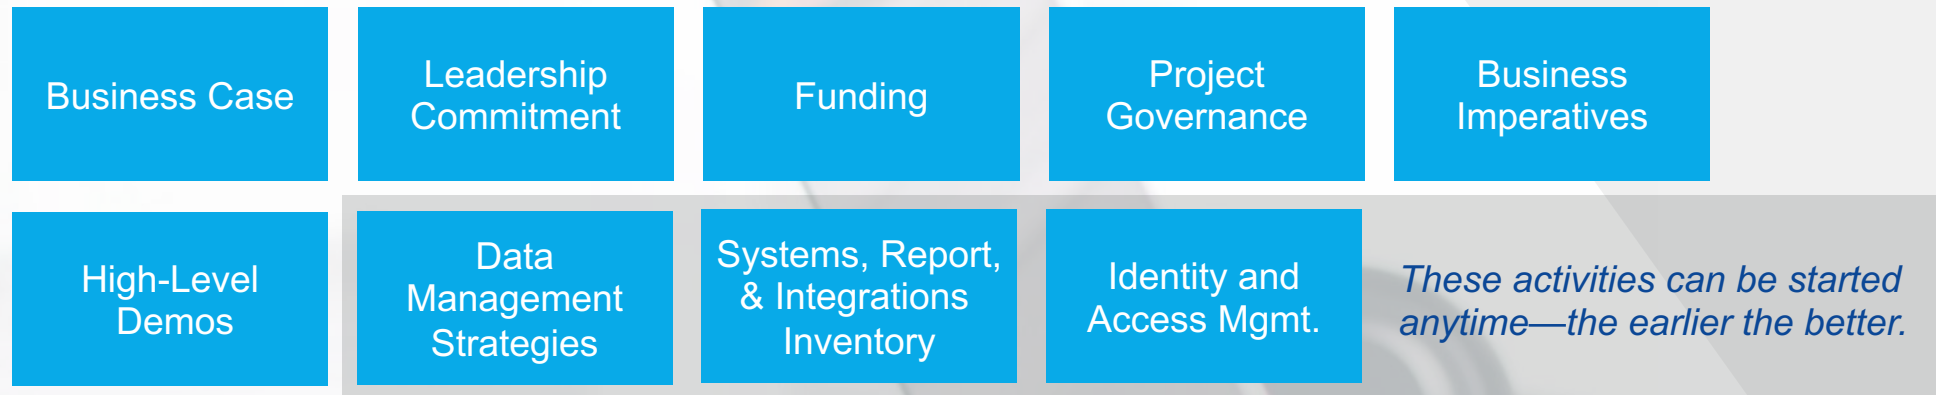 Business Case
Leadership
Commitment
Funding
Project
Governance
Business
Imperatives
High-Level
Demos
Data
Management
Strategies
Systems, Report,
& Integrations
Inventory
Identity and
Access Mgmt.
These activities can be started
anytime—the earlier the better.